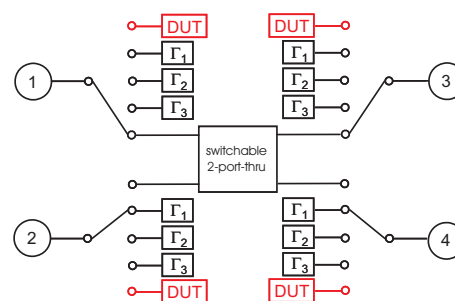 DUT DUT
Γ1 Γ1
1 Γ2 Γ2 3
Γ3 Γ3
switchable
2-port-thru
Γ1 Γ1
2 Γ2 Γ2 4
Γ3 Γ3
DUT DUT